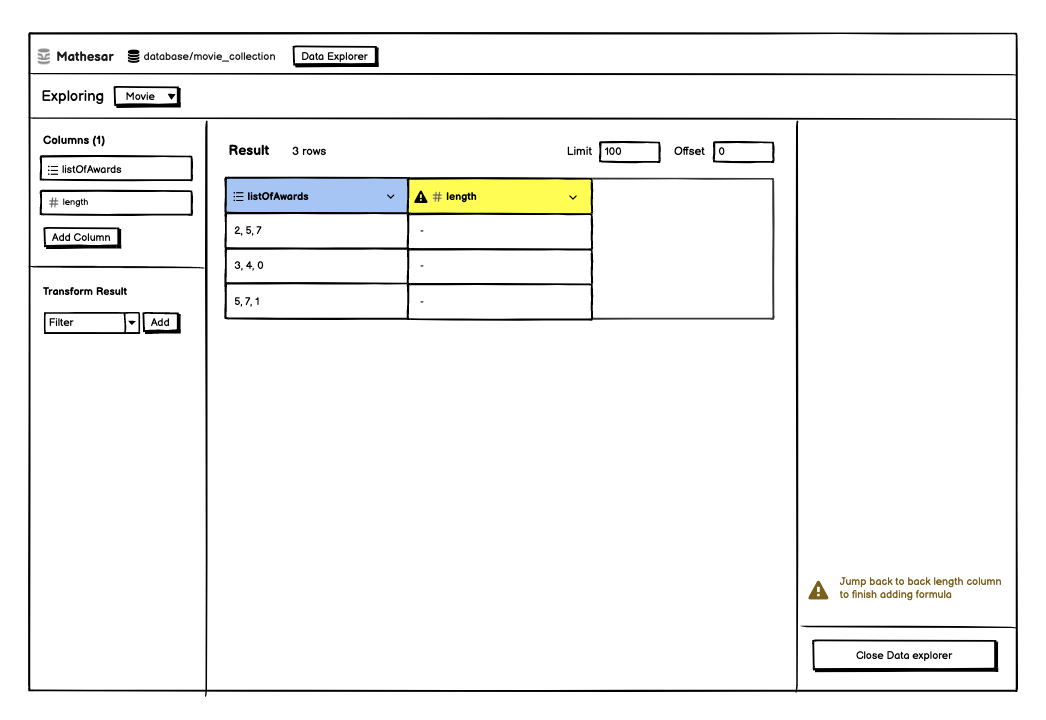 Mathesar database/movie_collection Data Explorer
Exploring Movie
Columns (1)
listOfAwards
# length
Add Column
Transform Result
Filter Add
Result 3 rows Limit 100 Offset 0
listOfAwards # length
2, 5, 7 -
3, 4, 0 -
5, 7, 1 -
Jump back to back length column
to finish adding formula
Close Data explorer